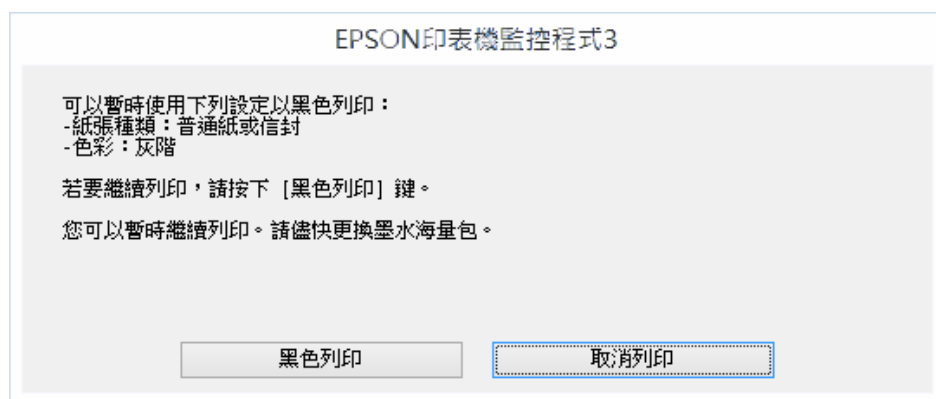 EPSON印表機監控程式3
可以暫時使用下列設定以黑色列印：
-紙張種類：普通紙或信封
-色彩：灰階
若要繼續列印，請按下 [黑色列印] 鍵。
您可以暫時繼續列印。請儘快更換墨水海量包。
黑色列印
取消列印